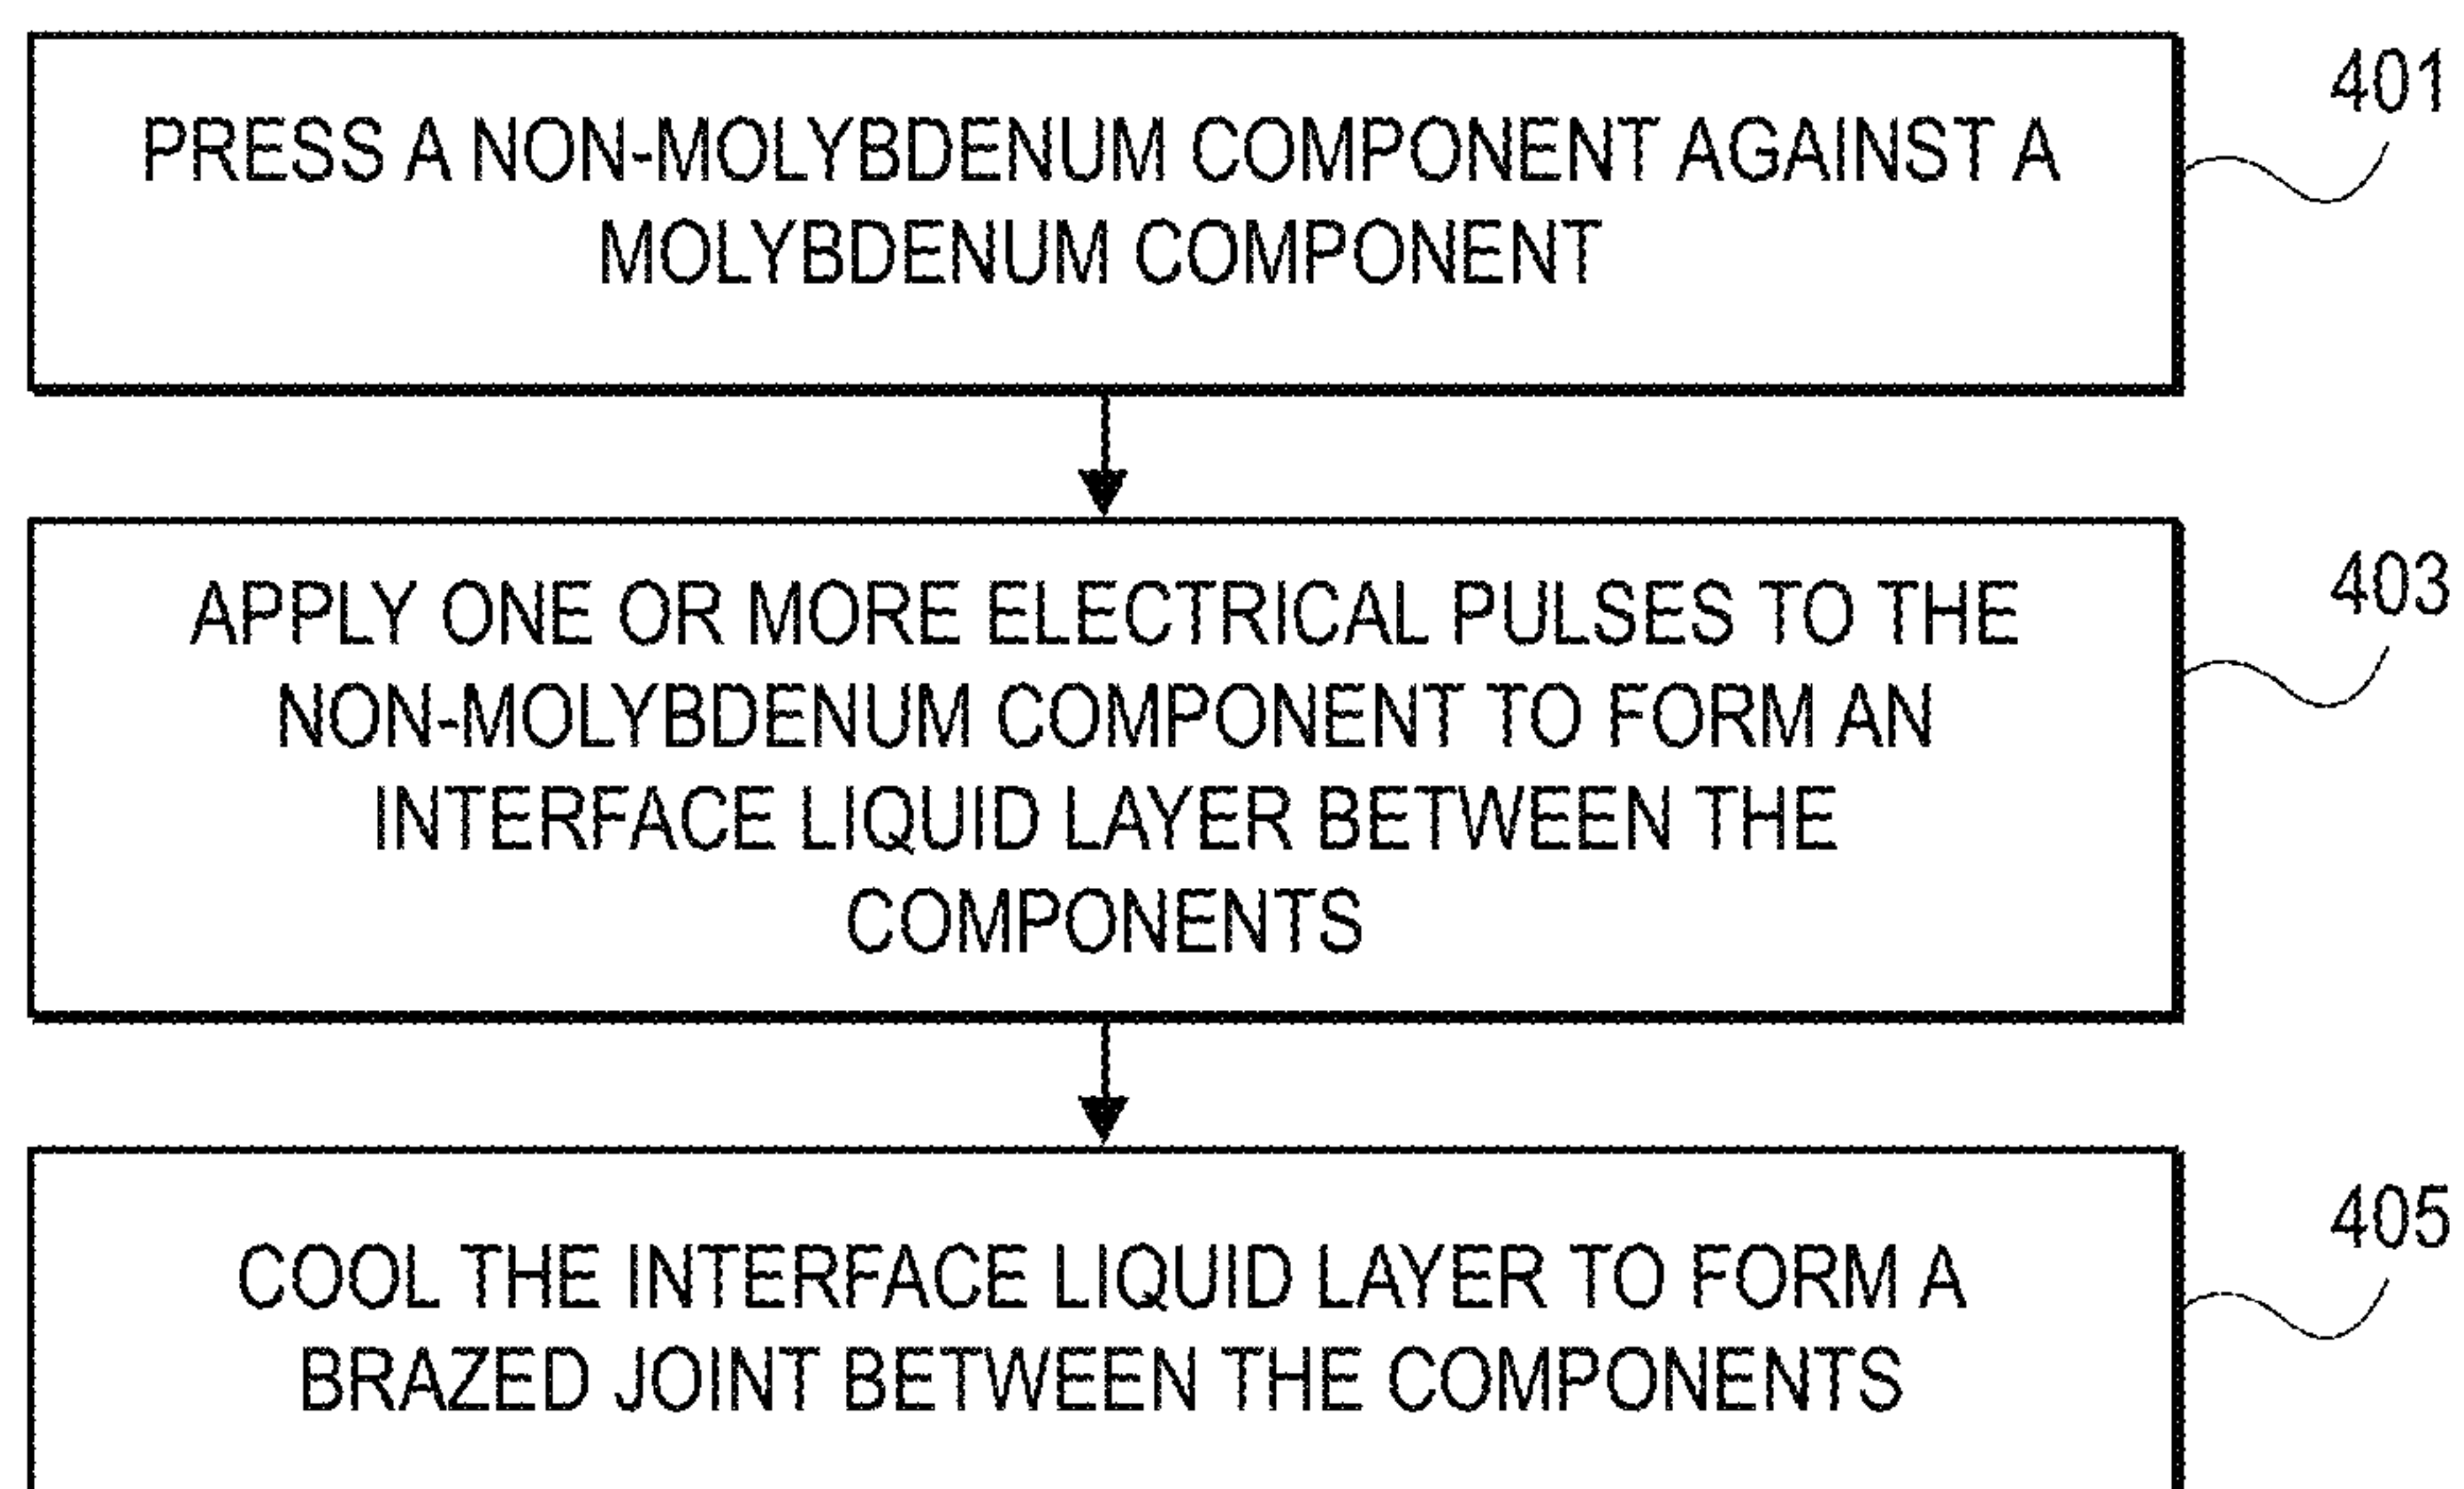 401
PRESS A NON-MOLYBDENUM COMPONENT AGAINST A
MOLYBDENUM COMPONENT
403
APPLY ONE OR MORE ELECTRICAL PULSES TO THE
NON-MOLYBDENUM COMPONENT TO FORM AN
INTERFACE LIQUID LAYER BETWEEN THE
COMPONENTS
405
COOL THE INTERFACE LIQUID LAYER TO FORM A
BRAZED JOINT BETWEEN THE COMPONENTS